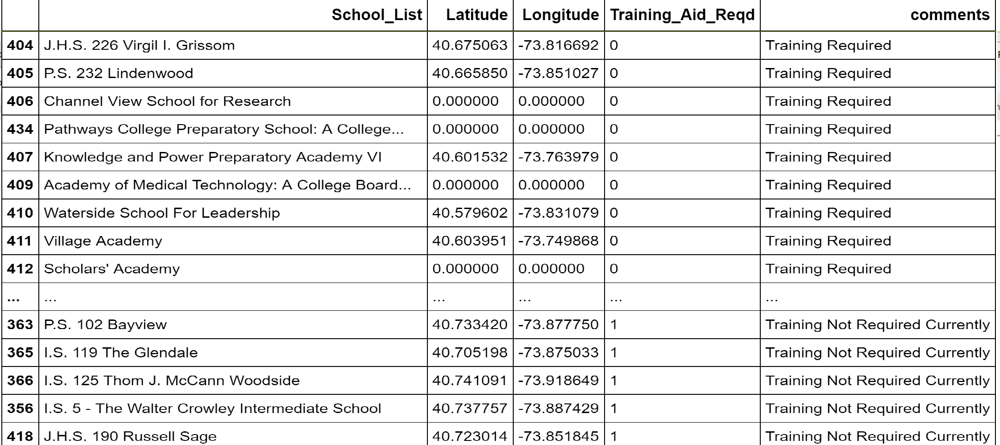 School_List Latitude Longitude Training_Aid_Reqd comments
404 J.H.S. 226 Virgil I. Grissom 40.675063 -73.816692 0 Training Required
405 P.S. 232 Lindenwood 40.665850 -73.851027 0 Training Required
406 Channel View School for Research 0.000000 0.000000 0 Training Required
434 Pathways College Preparatory School: A College... 0.000000 0.000000 0 Training Required
407 Knowledge and Power Preparatory Academy VI 40.601532 -73.763979 0 Training Required
409 Academy of Medical Technology: A College Board... 0.000000 0.000000 0 Training Required
410 Waterside School For Leadership 40.579602 -73.831079 0 Training Required
411 Village Academy 40.603951 -73.749868 0 Training Required
412 Scholars' Academy 0.000000 0.000000 0 Training Required
... ... ... ... ... ...
363 P.S. 102 Bayview 40.733420 -73.877750 1 Training Not Required Currently
365 I.S. 119 The Glendale 40.705198 -73.875033 1 Training Not Required Currently
366 I.S. 125 Thom J. McCann Woodside 40.741091 -73.918649 1 Training Not Required Currently
356 I.S. 5 - The Walter Crowley Intermediate School 40.737757 -73.887429 1 Training Not Required Currently
418 J.H.S. 190 Russell Sage 40.723014 -73.851845 1 Training Not Required Currently